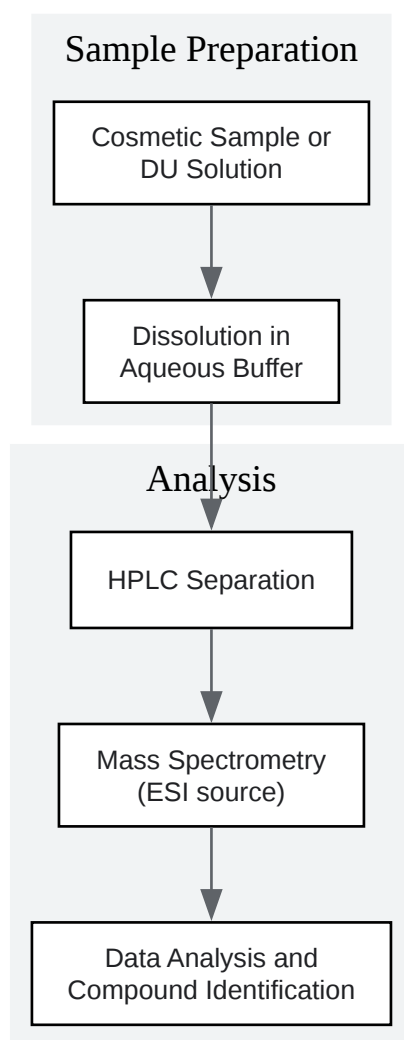 Sample Preparation
Cosmetic Sample or
DU Solution
Dissolution in
Aqueous Buffer
Analysis
HPLC Separation
Mass Spectrometry
(ESI source)
Data Analysis and
Compound Identification